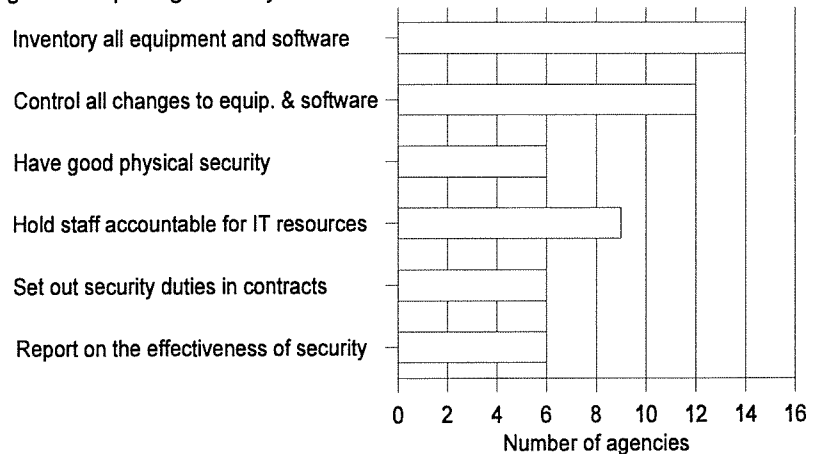 Inventory all equipment and software
Control all changes to equip. & software
Have good physical security
Hold staff accountable for IT resources
Set out security duties in contracts
Report on the effectiveness of security
0 2 4 6 8 10 12 14 16
Number of agencies